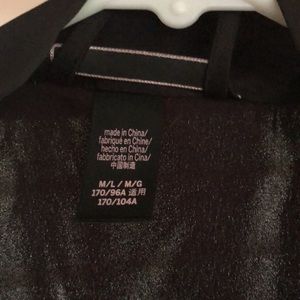 made in China/
fabriqué en Chine/
hecho en China/
fabbricato in Cina/
中国制造
M/L / M/G
170/96A 适用
170/104A